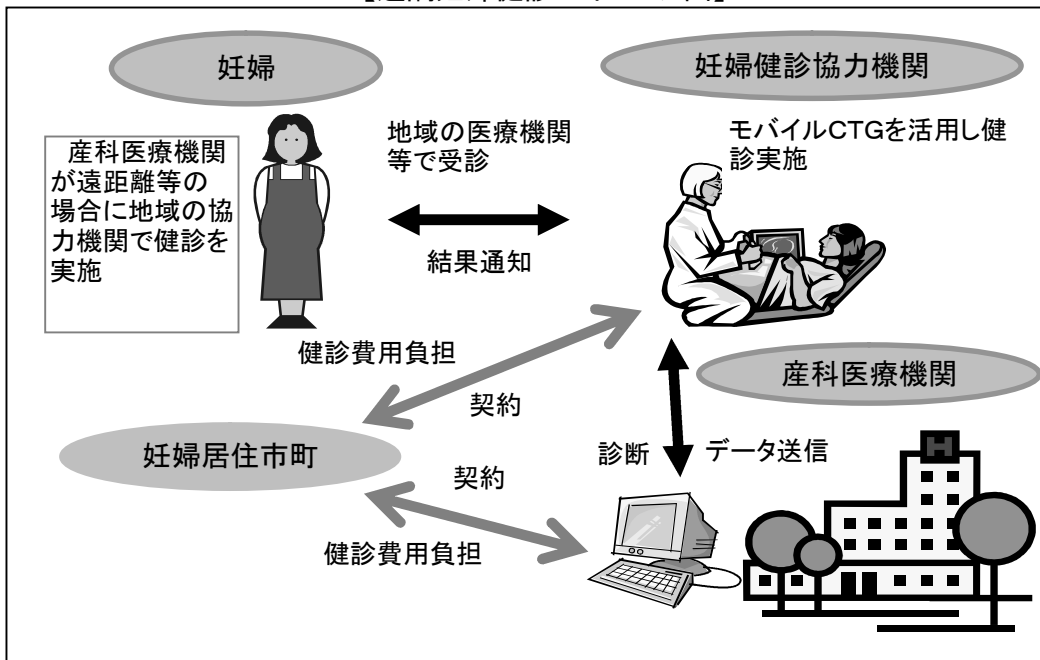 妊婦
妊婦健診協力機関
産科医療機関
が遠距離等の
場合に地域の協
力機関で健診を
実施
地域の医療機関
等で受診
結果通知
モバイルCTGを活用し健
診実施
健診費用負担
契約
産科医療機関
妊婦居住市町
診断
データ送信
契約
健診費用負担
H